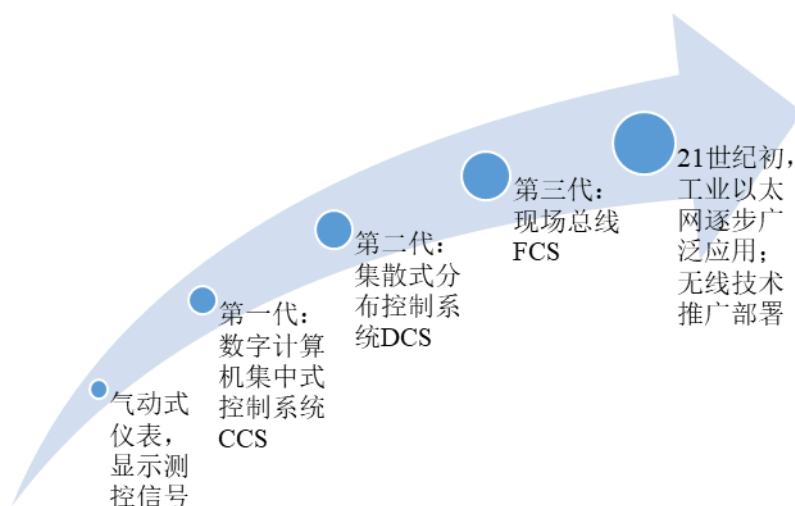 气动式
仪表，
显示测
控信号
第一代：
数字计算
机集中式
控制系统
CCS
第二代：
集散式分
布控制系
统DCS
第三代：
现场总线
FCS
21世纪初，
工业以太
网逐步广
泛应用；
无线技术
推广部署